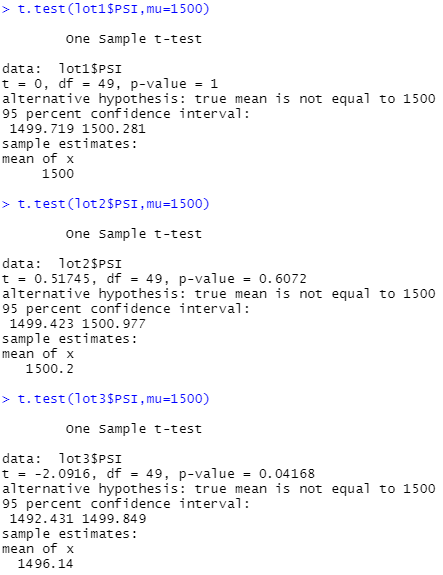 > t.test(lot1$PSI,mu=1500)
One Sample t-test
data: lot1$PSI
t = 0, df = 49, p-value = 1
alternative hypothesis: true mean is not equal to 1500
95 percent confidence interval:
1499.719 1500.281
sample estimates:
mean of x
1500
> t.test(lot2$PSI,mu=1500)
One Sample t-test
data: lot2$PSI
t = 0.51745, df = 49, p-value = 0.6072
alternative hypothesis: true mean is not equal to 1500
95 percent confidence interval:
1499.423 1500.977
sample estimates:
mean of x
1500.2
> t.test(lot3$PSI,mu=1500)
One Sample t-test
data: lot3$PSI
t = -2.0916, df = 49, p-value = 0.04168
alternative hypothesis: true mean is not equal to 1500
95 percent confidence interval:
1492.431 1499.849
sample estimates:
mean of x
1496.14